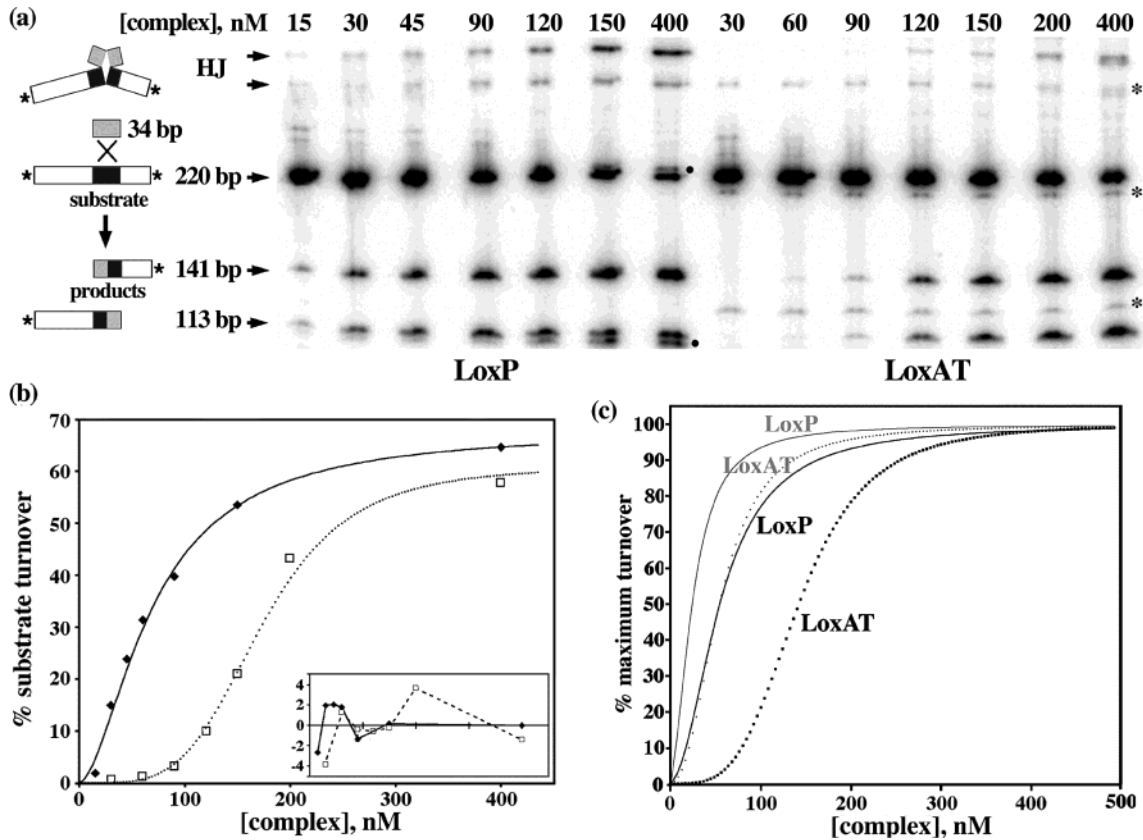 (a)
[complex], nM 15 30 45 90 120 150 400 30 60 90 120 150 200 400
HJ
*
* *
34 bp
* * 220 bp
substrate
*
* 141 bp
products
*
* 113 bp
LoxP LoxAT
(b)
% substrate turnover
70
60
50
40
30
20
10
0
4
2
0
-2
-4
0 100 200 300 400
[complex], nM
(c)
% maximum turnover
100
90
80
70
60
50
40
30
20
10
0
LoxP
LoxAT
LoxP
LoxAT
0 100 200 300 400 500
[complex], nM